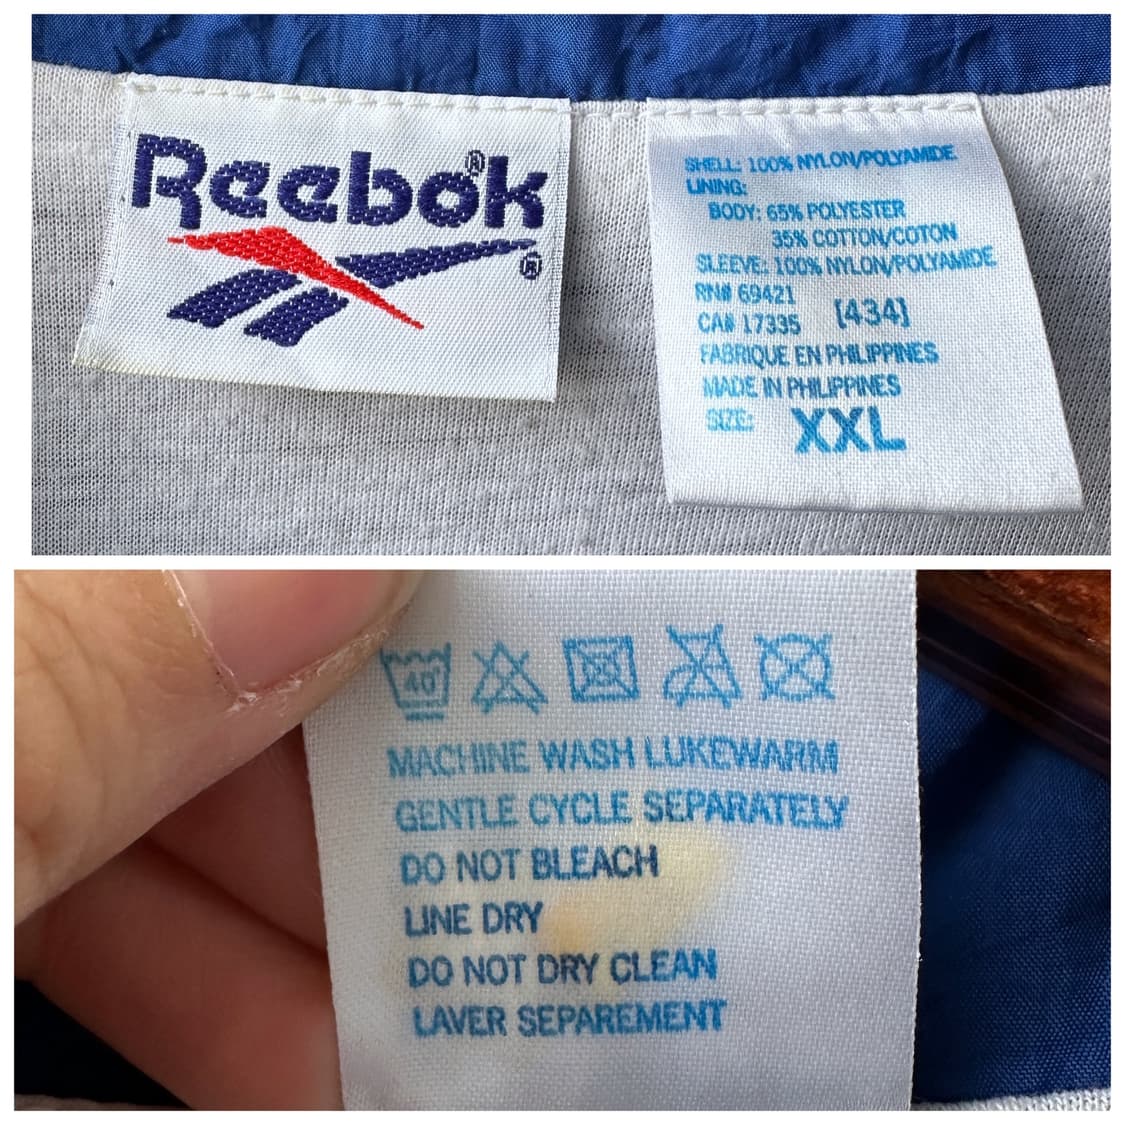 Reebok®
®
SHELL: 100% NYLON/POLYAMIDE
LINING:
BODY: 65% POLYESTER
35% COTTON/COTON
SLEEVE: 100% NYLON/POLYAMIDE
RN# 69421
CA# 17335 [434]
FABRIQUE EN PHILIPPINES
MADE IN PHILIPPINES
SIZE: XXL
40°
MACHINE WASH LUKEWARM
GENTLE CYCLE SEPARATELY
DO NOT BLEACH
LINE DRY
DO NOT DRY CLEAN
LAVER SEPAREMENT